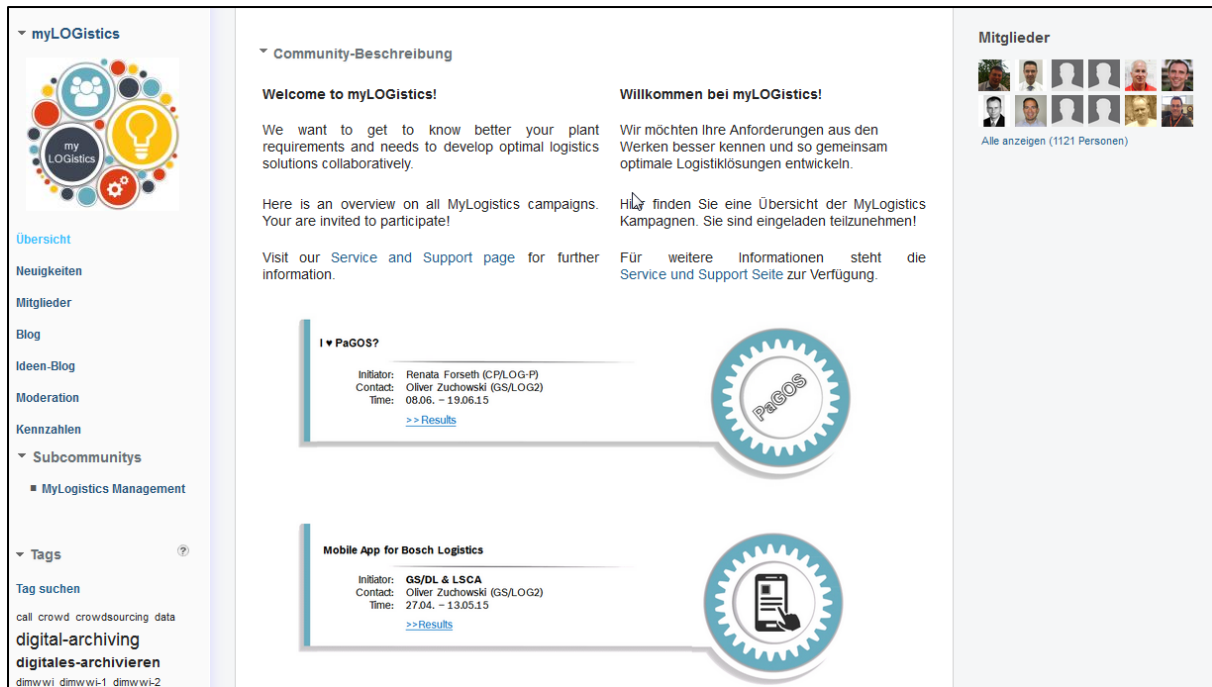 myLOGistics
my
LOGistics
Übersicht
Neuigkeiten
Mitglieder
Blog
Ideen-Blog
Moderation
Kennzahlen
Subcommunitys
MyLogistics Management
Tags
?
Tag suchen
call crowd crowdsourcing data
digital-archiving
digitales-archivieren
dimwwi dimwwi-1 dimwwi-2
Community-Beschreibung
Welcome to myLOGistics!
We want to get to know better your plant
requirements and needs to develop optimal logistics
solutions collaboratively.
Here is an overview on all MyLogistics campaigns.
Your are invited to participate!
Visit our Service and Support page for further
information.
Willkommen bei myLOGistics!
Wir möchten Ihre Anforderungen aus den
Werken besser kennen und so gemeinsam
optimale Logistiklösungen entwickeln.
Hier finden Sie eine Übersicht der MyLogistics
Kampagnen. Sie sind eingeladen teilzunehmen!
Für weitere Informationen steht die
Service und Support Seite zur Verfügung.
I ♥ PaGOS?
Initiator: Renata Forseth (CP/LOG-P)
Contact: Oliver Zuchowski (GS/LOG2)
Time: 08.06. – 19.06.15
>> Results
PaGOS
Mobile App for Bosch Logistics
Initiator: GS/DL & LSCA
Contact: Oliver Zuchowski (GS/LOG2)
Time: 27.04. – 13.05.15
>>Results
Mitglieder
Alle anzeigen (1121 Personen)